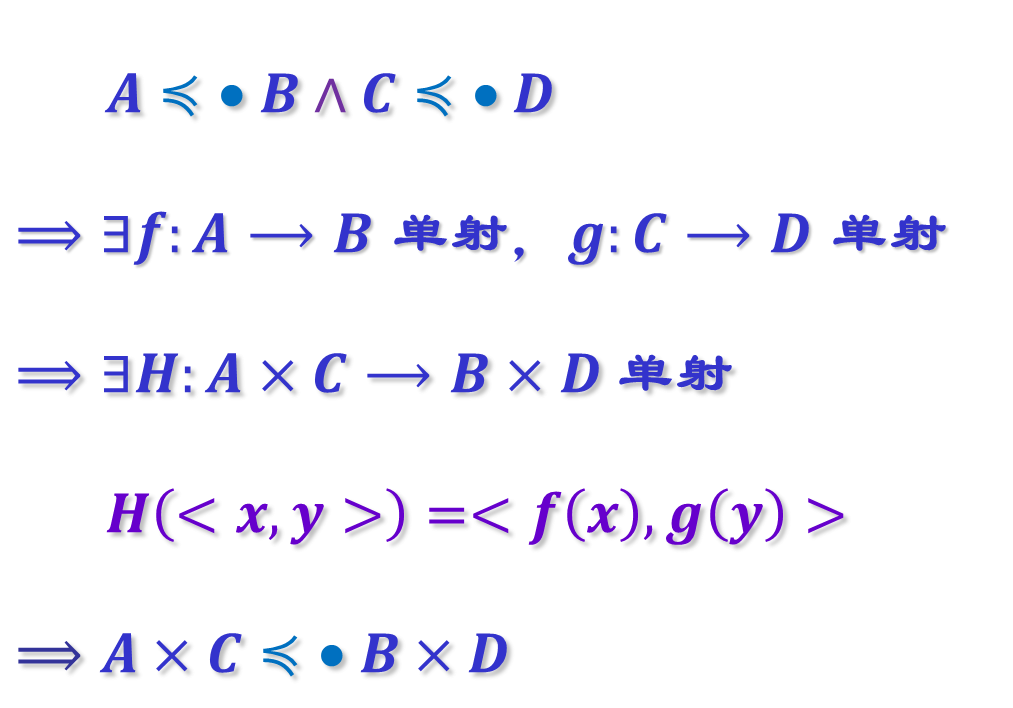 A ≼ • B ∧ C ≼ • D
⟹ ∃f: A ⟶ B 单射, g: C ⟶ D 单射
⟹ ∃H: A × C ⟶ B × D 单射
H(< x, y >) =< f(x), g(y) >
⟹ A × C ≼ • B × D